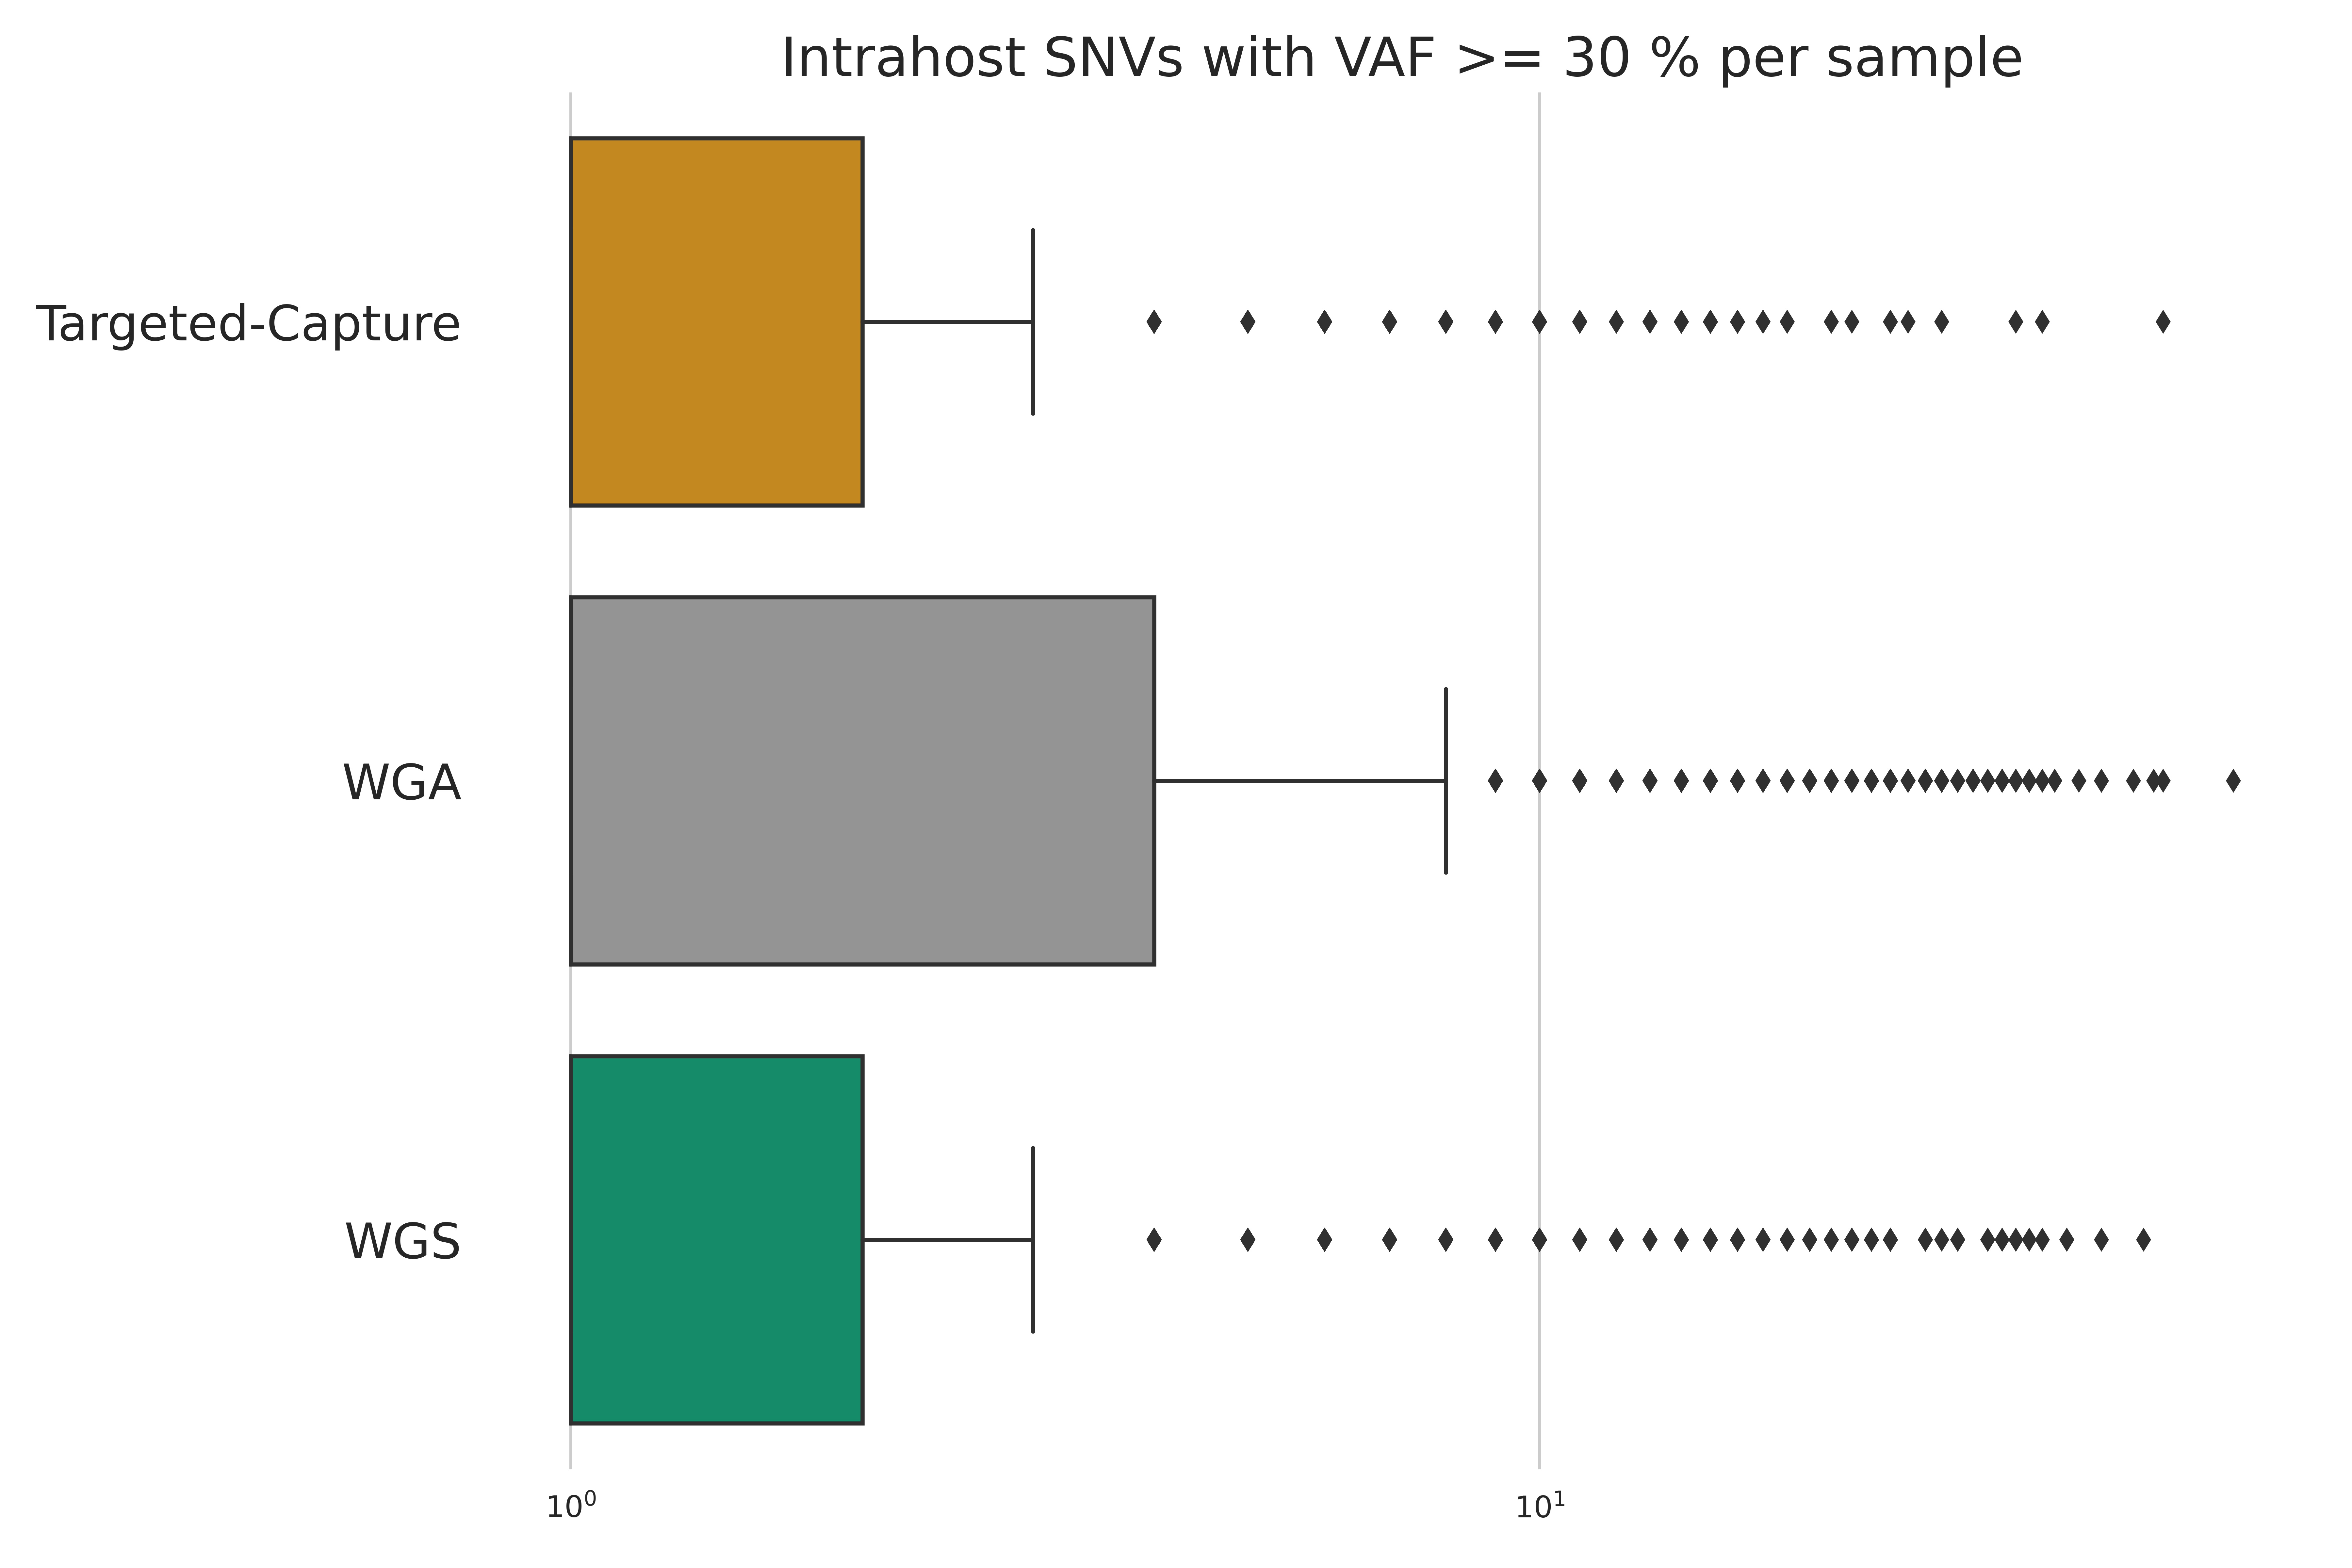 Intrahost SNVs with VAF >= 30 % per sample
Targeted-Capture
WGA
WGS
10⁰ 10¹